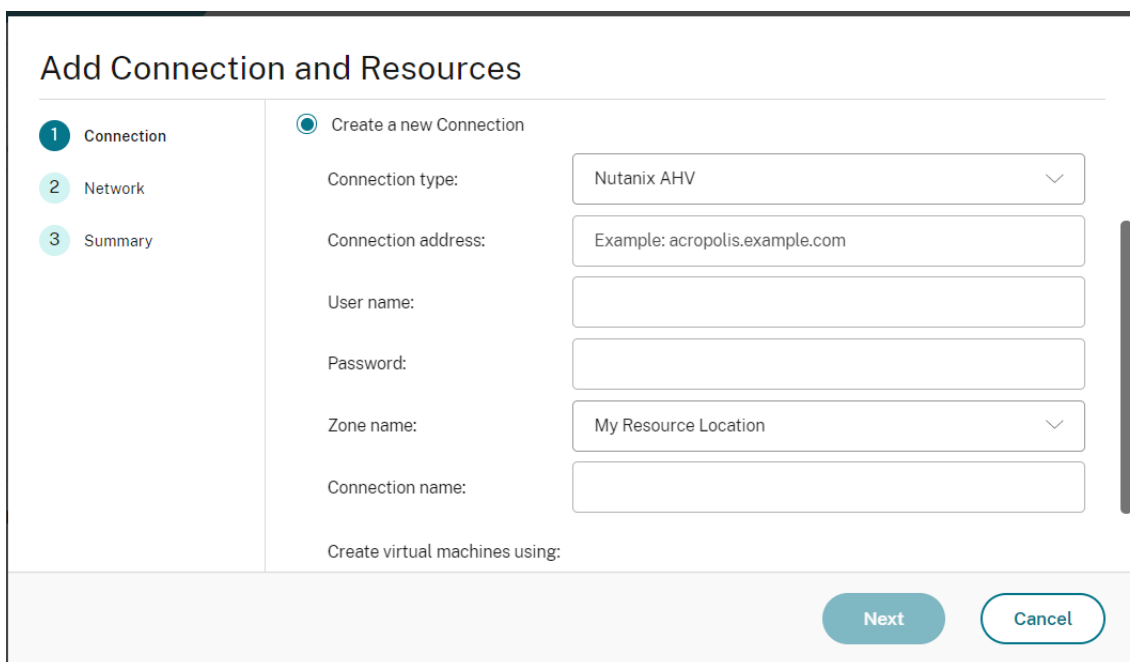 Add Connection and Resources
1 Connection
2 Network
3 Summary
Create a new Connection
Connection type: Nutanix AHV
Connection address: Example: acropolis.example.com
User name:
Password:
Zone name: My Resource Location
Connection name:
Create virtual machines using:
Next Cancel